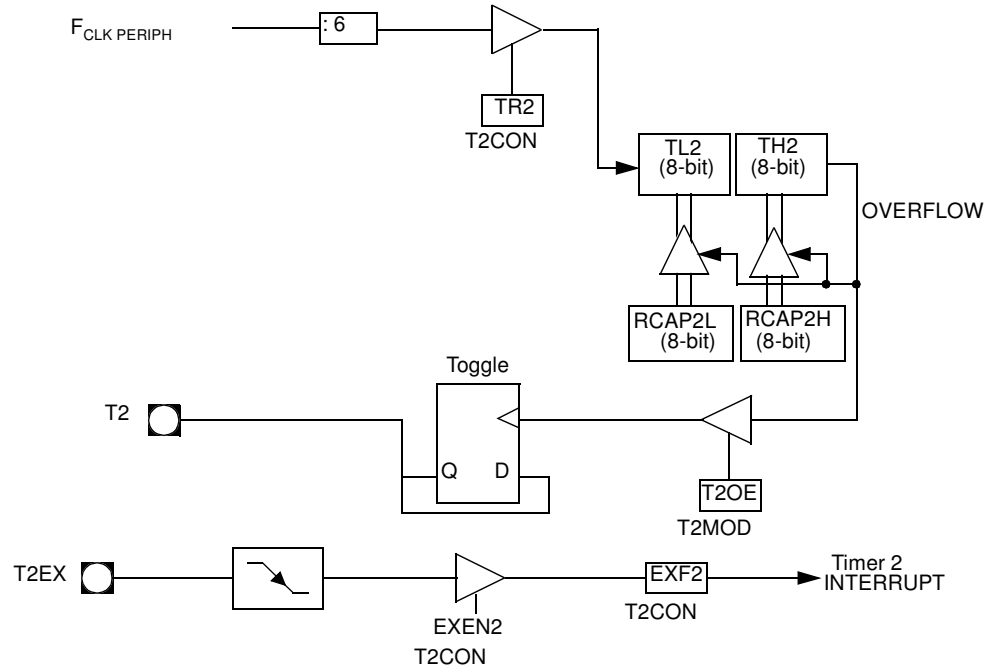 F CLK PERIPH
: 6
TR2
T2CON
TL2
(8-bit)
TH2
(8-bit)
OVERFLOW
RCAP2L
(8-bit)
RCAP2H
(8-bit)
Toggle
T2
Q D
T2OE
T2MOD
T2EX
EXEN2
T2CON
EXF2
T2CON
Timer 2
INTERRUPT